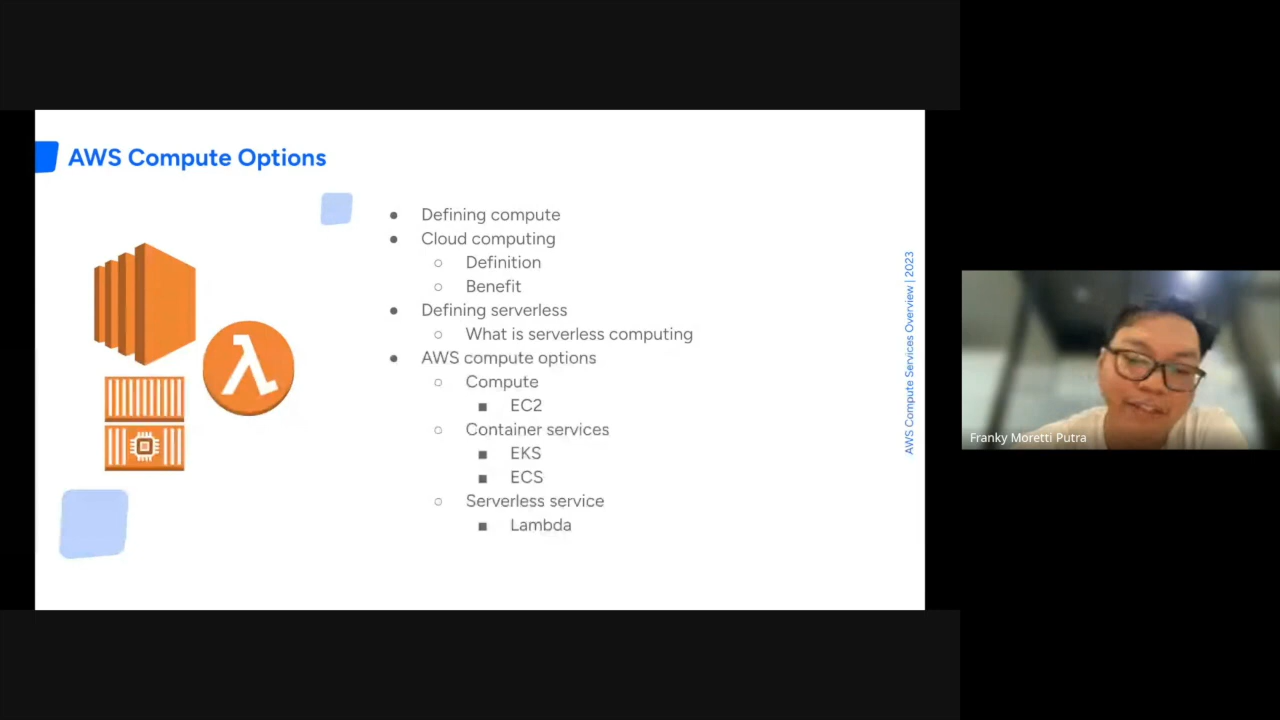 AWS Compute Options
● Defining compute
● Cloud computing
○ Definition
○ Benefit
● Defining serverless
○ What is serverless computing
● AWS compute options
○ Compute
■ EC2
○ Container services
■ EKS
■ ECS
○ Serverless service
■ Lambda
λ
AWS Compute Services Overview | 2023
Franky Moretti Putra